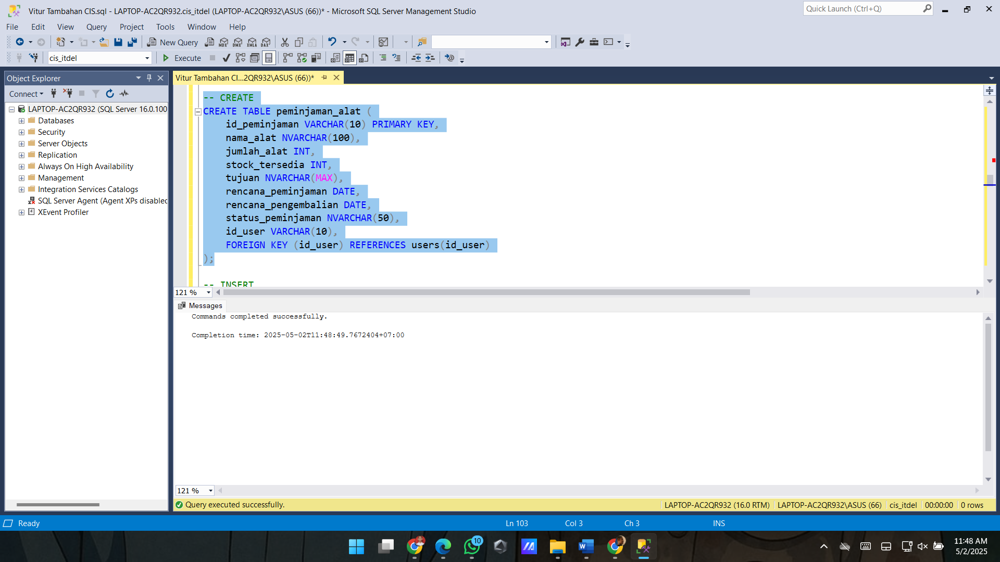 Vitur Tambahan CIS.sql - LAPTOP-AC2QR932.cis_itdel (LAPTOP-AC2QR932\ASUS (66))* - Microsoft SQL Server Management Studio
Quick Launch (Ctrl+Q)
File Edit View Query Project Tools Window Help
New Query MDX DMX XMLA DAX
cis_itdel Execute
Object Explorer
Vitur Tambahan CI...2QR932\ASUS (66))*
Connect
LAPTOP-AC2QR932 (SQL Server 16.0.100
Databases
Security
Server Objects
Replication
Always On High Availability
Management
Integration Services Catalogs
SQL Server Agent (Agent XPs disabled
XEvent Profiler
-- CREATE
CREATE TABLE peminjaman_alat (
id_peminjaman VARCHAR(10) PRIMARY KEY,
nama_alat NVARCHAR(100),
jumlah_alat INT,
stock_tersedia INT,
tujuan NVARCHAR(MAX),
rencana_peminjaman DATE,
rencana_pengembalian DATE,
status_peminjaman NVARCHAR(50),
id_user VARCHAR(10),
FOREIGN KEY (id_user) REFERENCES users(id_user)
);
-- INSERT
121 %
Messages
Commands completed successfully.
Completion time: 2025-05-02T11:48:49.7672404+07:00
121 %
Query executed successfully.
LAPTOP-AC2QR932 (16.0 RTM) LAPTOP-AC2QR932\ASUS (66) cis_itdel 00:00:00 0 rows
Ready Ln 103 Col 3 Ch 3 INS
10
11:48 AM
5/2/2025